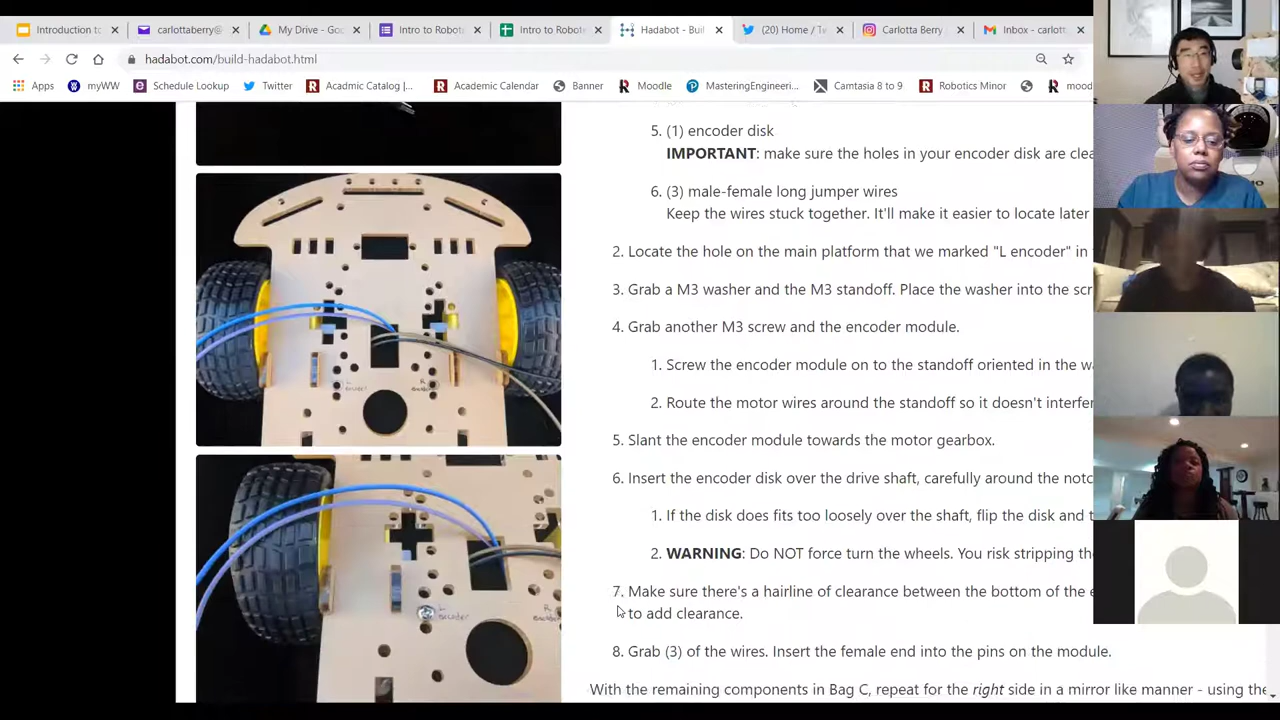 Introduction to
carlottaberry@
My Drive - Goo
Intro to Robot
Intro to Robot
Hadabot - Buil
(20) Home / Tw
Carlotta Berry
Inbox - carlott
hadabot.com/build-hadabot.html
Apps
myWW
Schedule Lookup
Twitter
Acadmic Catalog |...
Academic Calendar
Banner
Moodle
MasteringEngineeri...
Camtasia 8 to 9
Robotics Minor
mood
5. (1) encoder disk
IMPORTANT: make sure the holes in your encoder disk are clea
6. (3) male-female long jumper wires
Keep the wires stuck together. It'll make it easier to locate later
2. Locate the hole on the main platform that we marked "L encoder" in
3. Grab a M3 washer and the M3 standoff. Place the washer into the scr
4. Grab another M3 screw and the encoder module.
1. Screw the encoder module on to the standoff oriented in the wa
2. Route the motor wires around the standoff so it doesn't interfer
5. Slant the encoder module towards the motor gearbox.
6. Insert the encoder disk over the drive shaft, carefully around the notc
1. If the disk does fits too loosely over the shaft, flip the disk and t
2. WARNING: Do NOT force turn the wheels. You risk stripping the
7. Make sure there's a hairline of clearance between the bottom of the e
to add clearance.
8. Grab (3) of the wires. Insert the female end into the pins on the module.
With the remaining components in Bag C, repeat for the right side in a mirror like manner - using the
L
encoder
R
encoder
L
encoder
R